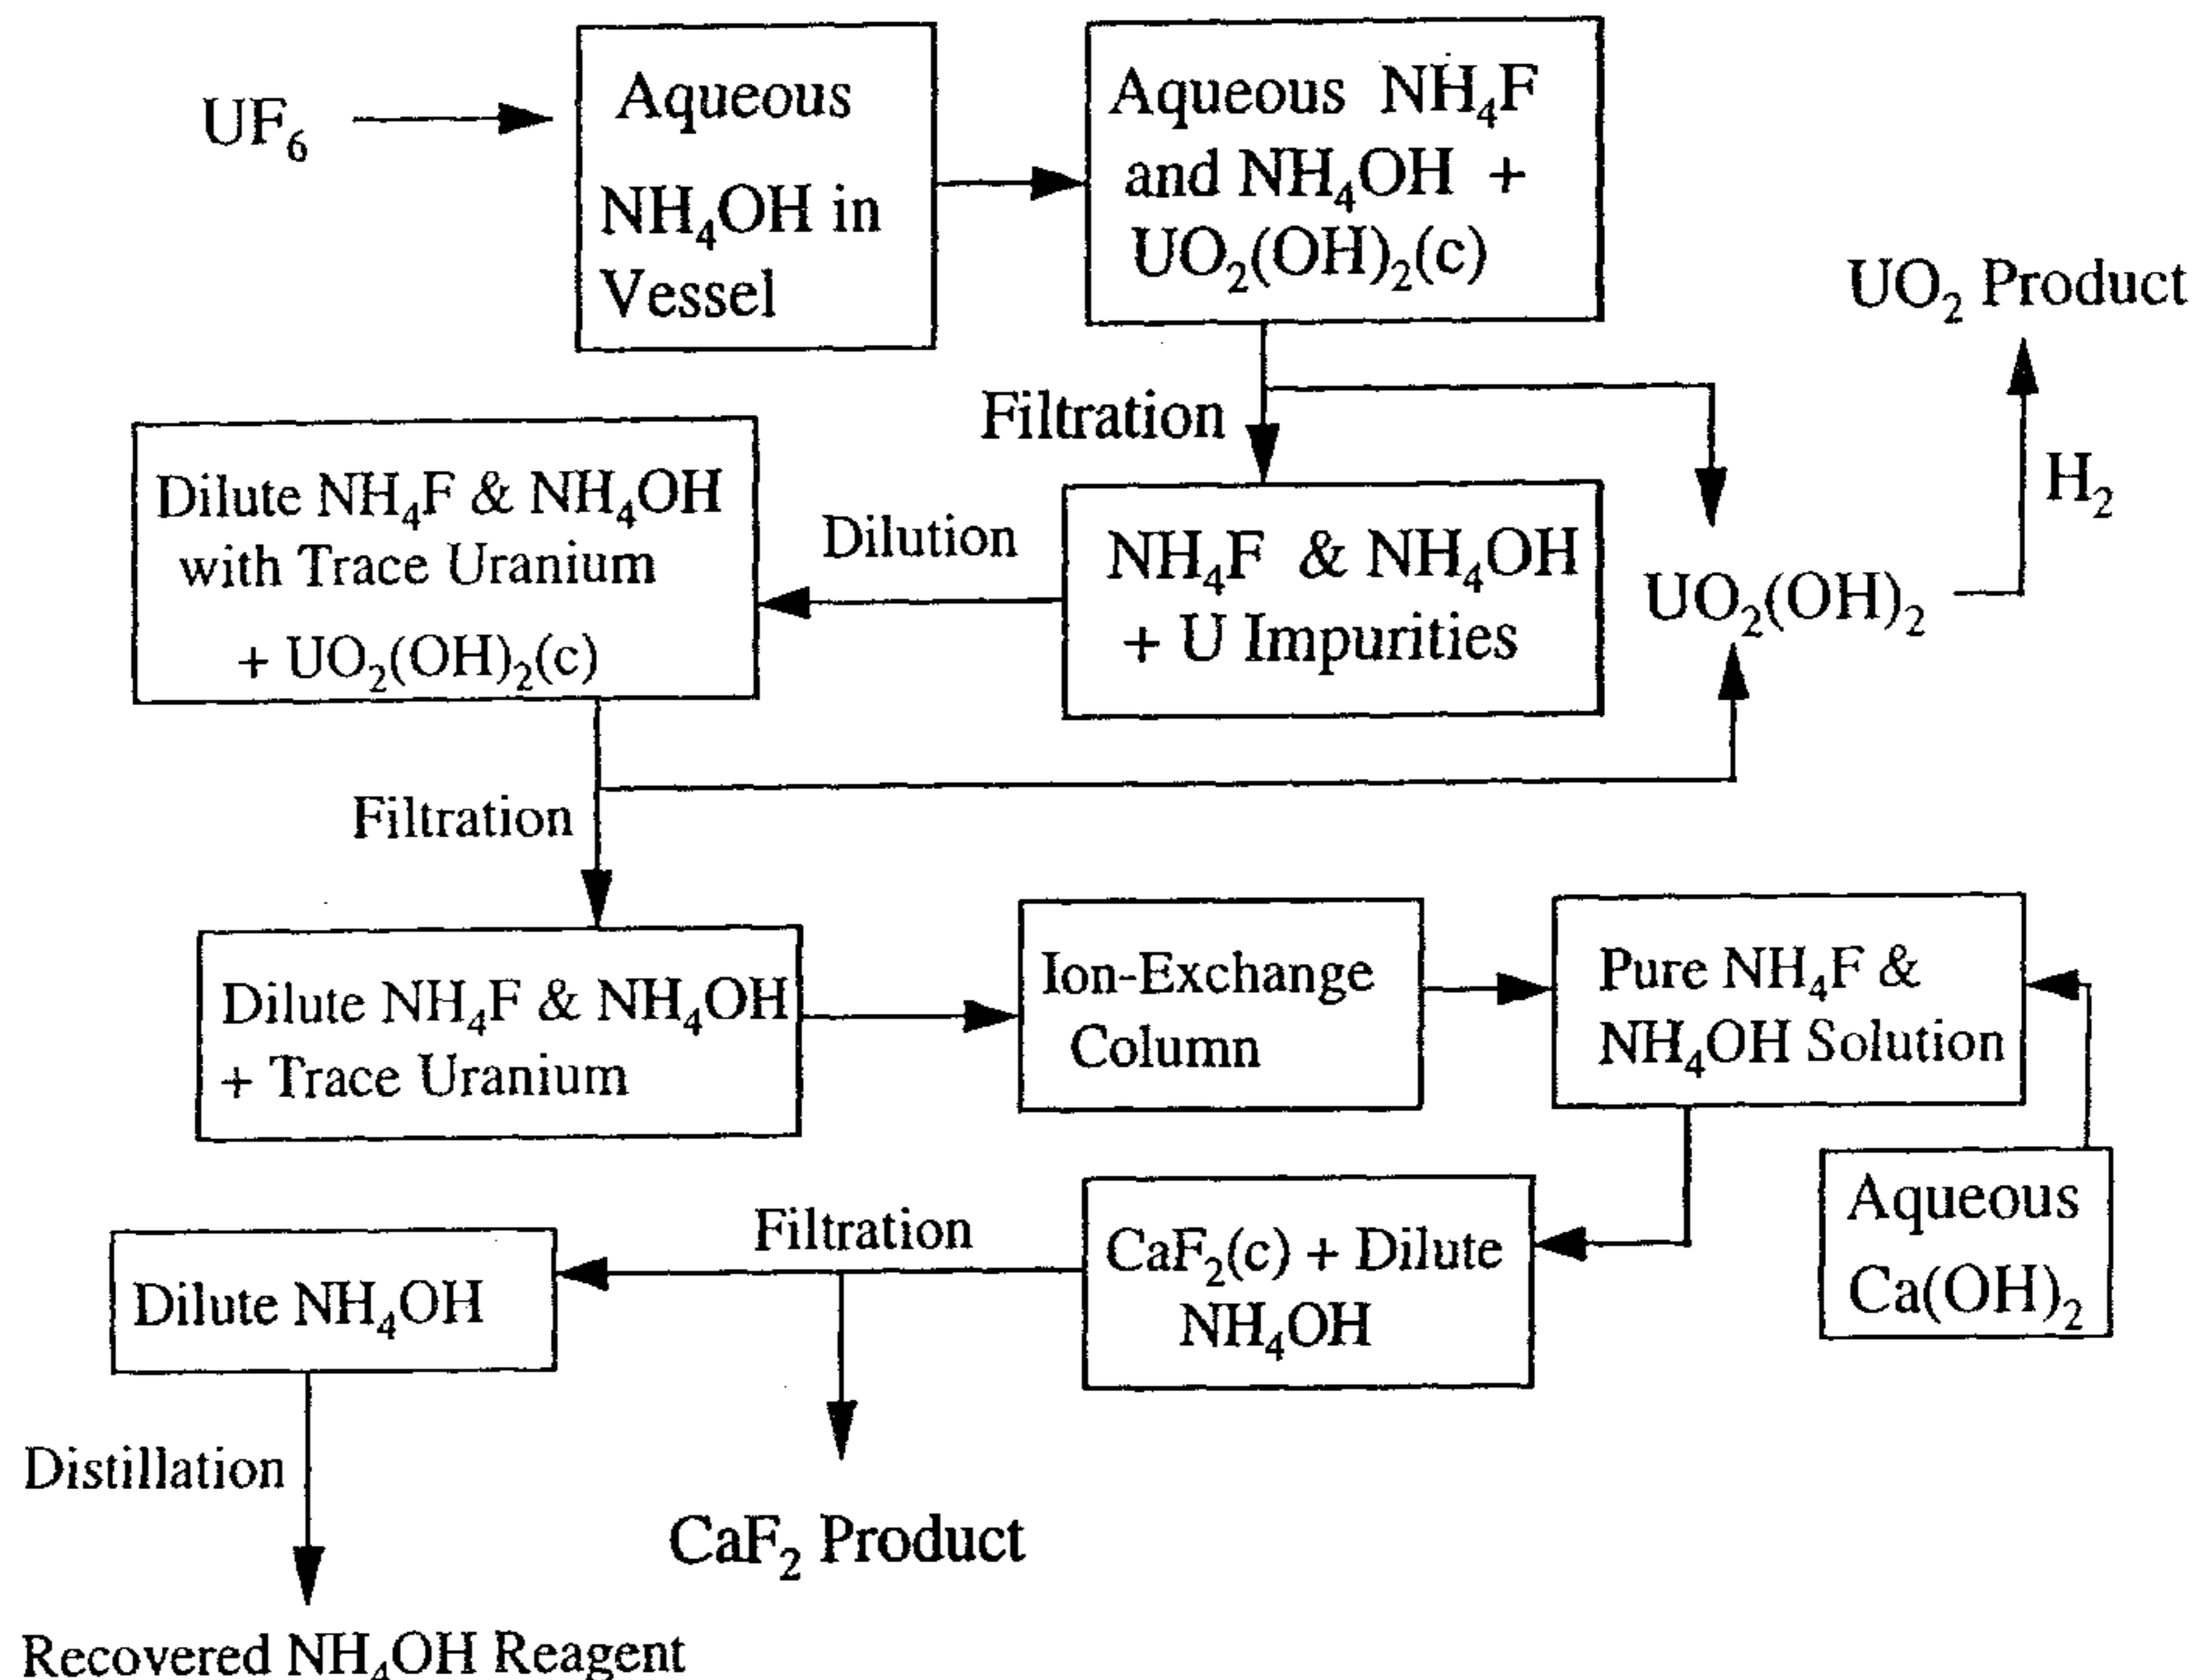 UF₆
Aqueous
NH₄OH in
Vessel
Aqueous NH₄F
and NH₄OH +
UO₂(OH)₂(c)
UO₂ Product
Filtration
H₂
Dilute NH₄F & NH₄OH
with Trace Uranium
+ UO₂(OH)₂(c)
Dilution
NH₄F & NH₄OH
+ U Impurities
UO₂(OH)₂
Filtration
Dilute NH₄F & NH₄OH
+ Trace Uranium
Ion-Exchange
Column
Pure NH₄F &
NH₄OH Solution
Aqueous
Ca(OH)₂
CaF₂(c) + Dilute
NH₄OH
Filtration
Dilute NH₄OH
Distillation
CaF₂ Product
Recovered NH₄OH Reagent